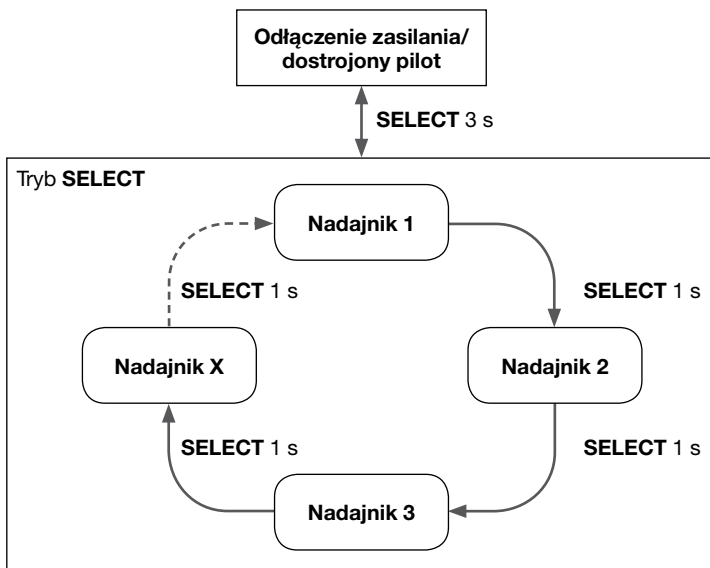 Odłączenie zasilania/
dostrojony pilot
SELECT 3 s
Tryb SELECT
Nadajnik 1
SELECT 1 s
SELECT 1 s
Nadajnik X
Nadajnik 2
SELECT 1 s
SELECT 1 s
Nadajnik 3